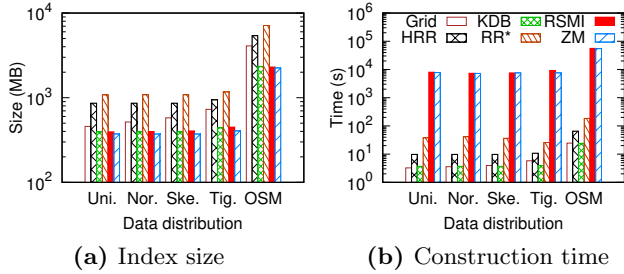 10^4
10^3
10^2
Size (MB)
Uni. Nor. Ske. Tig. OSM
Data distribution
(a) Index size
Grid KDB RSMI
HRR RR* ZM
10^5
10^4
10^3
10^2
10^1
10^0
Time (s)
Uni. Nor. Ske. Tig. OSM
Data distribution
(b) Construction time